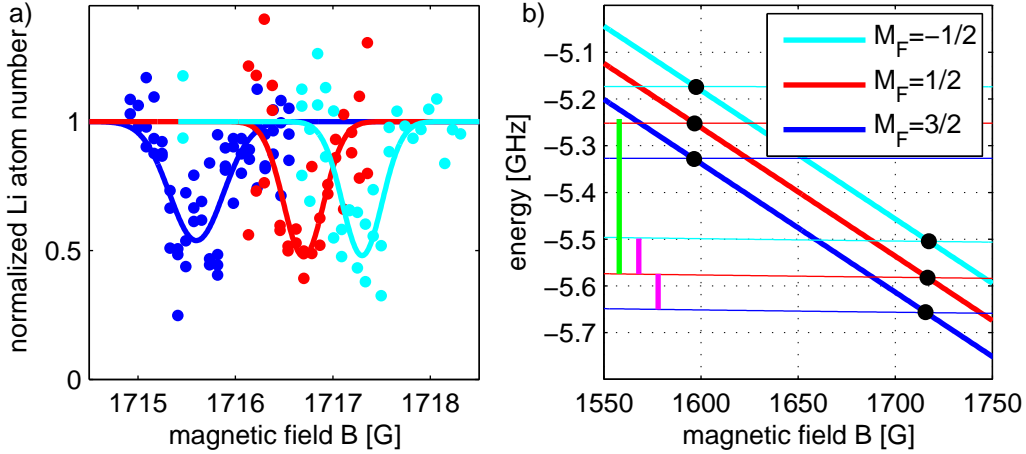 a)
normalized Li atom number
1
0.5
0
1715 1716 1717 1718
magnetic field B [G]
b)
energy [GHz]
−5.1
−5.2
−5.3
−5.4
−5.5
−5.6
−5.7
M_F=−1/2
M_F=1/2
M_F=3/2
1550 1600 1650 1700 1750
magnetic field B [G]